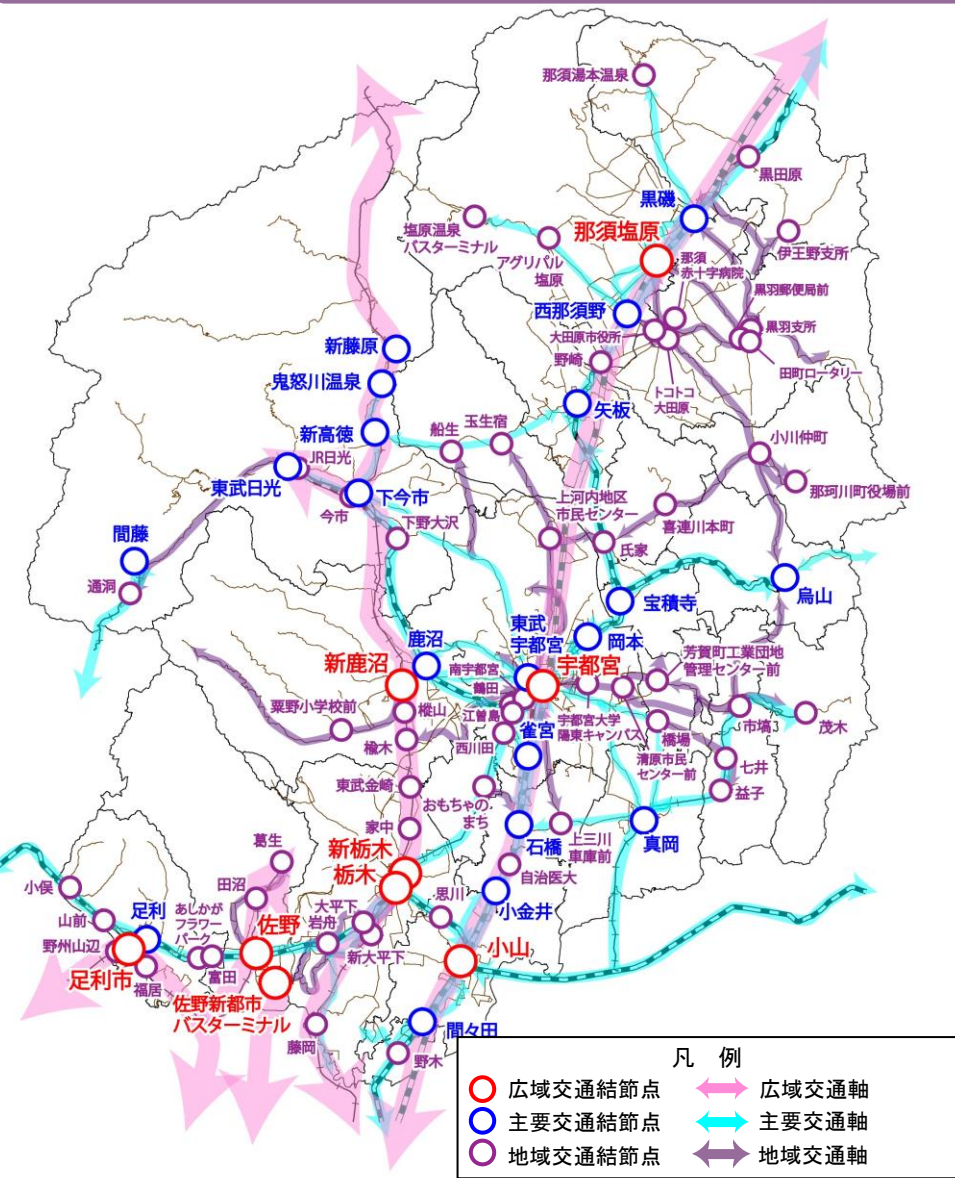 那須湯本温泉
黒田原
黒磯
塩原温泉
バスターミナル
アグリパル
塩原
那須塩原
那須
赤十字病院
伊王野支所
黒羽郵便局前
西那須野
大田原市役所
黒羽支所
新藤原
野崎
田町ロータリー
鬼怒川温泉
トコトコ
大田原
矢板
船生
玉生宿
新高徳
小川仲町
JR日光
東武日光
下今市
今市
上河内地区
市民センター
那珂川町役場前
喜連川本町
下野大沢
間藤
氏家
通洞
烏山
宝積寺
東武
宇都宮
岡本
鹿沼
新鹿沼
南宇都宮
宇都宮
芳賀町工業団地
管理センター前
鶴田
粟野小学校前
樅山
江曽島
宇都宮大学
陽東キャンパス
市塙
茂木
楡木
西川田
雀宮
橋場
清原市民
センター前
七井
東武金崎
おもちゃの
まち
益子
家中
石橋
上三川
車庫前
真岡
葛生
新栃木
栃木
自治医大
小俣
田沼
思川
小金井
山前
足利
あしかが
フラワー
パーク
佐野
大平下
岩舟
野州山辺
新大平下
小山
足利市
福居
富田
佐野新都市
バスターミナル
藤岡
間々田
野木
凡 例
広域交通結節点
広域交通軸
主要交通結節点
主要交通軸
地域交通結節点
地域交通軸